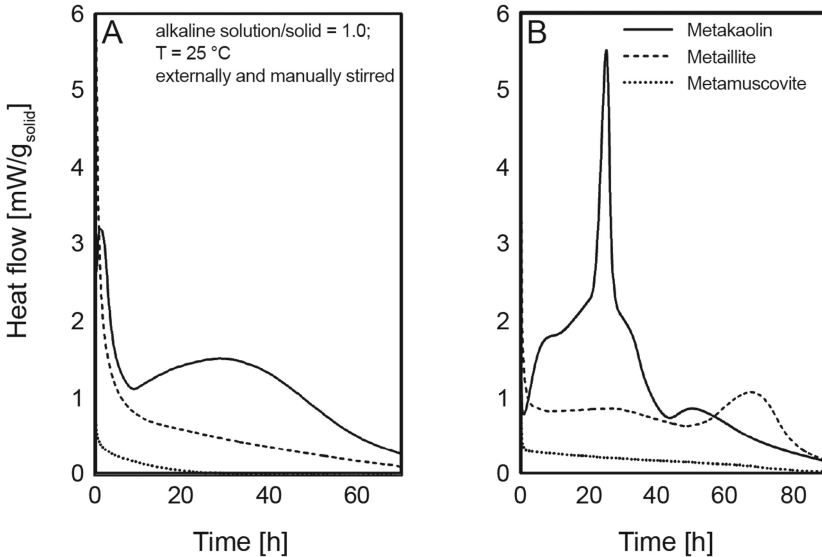 A
alkaline solution/solid = 1.0;
T = 25 °C
externally and manually stirred
B
Metakaolin
Metaillite
Metamuscovite
Heat flow [mW/g_solid]
6
5
4
3
2
1
0
0 20 40 60
Time [h]
6
5
4
3
2
1
0
0 20 40 60 80
Time [h]